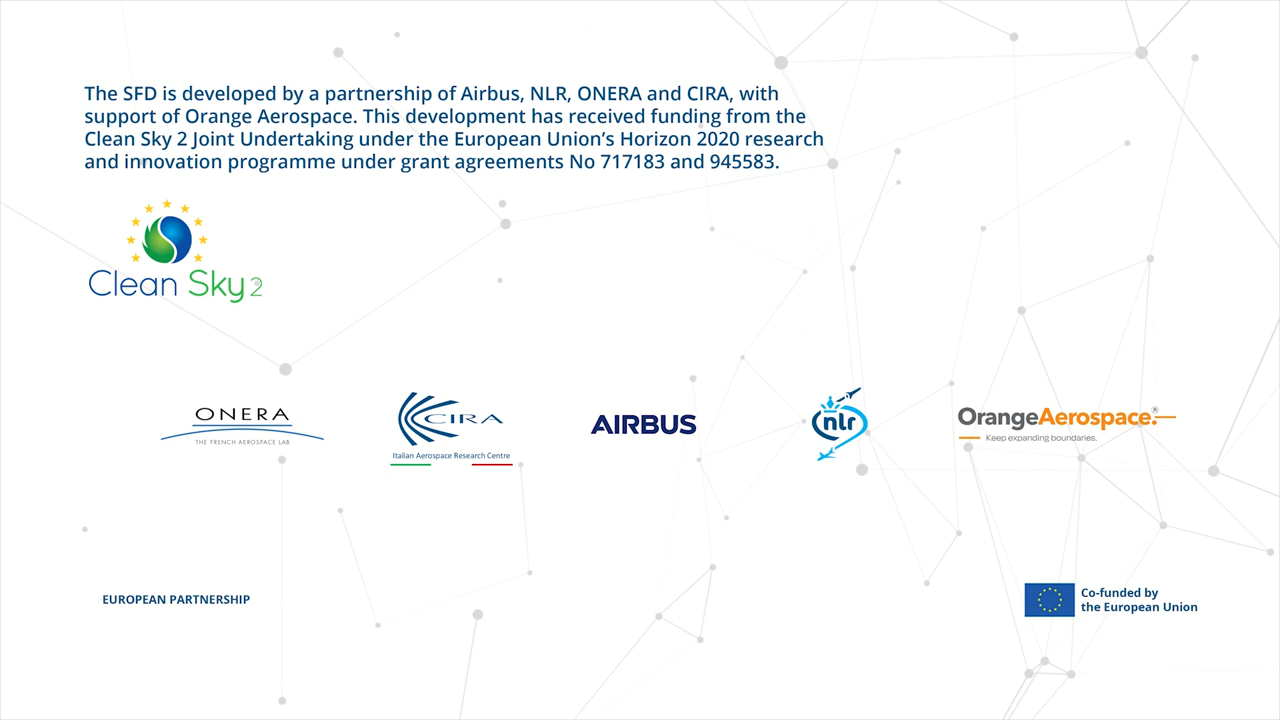 The SFD is developed by a partnership of Airbus, NLR, ONERA and CIRA, with
support of Orange Aerospace. This development has received funding from the
Clean Sky 2 Joint Undertaking under the European Union’s Horizon 2020 research
and innovation programme under grant agreements No 717183 and 945583.
Clean Sky 2
ONERA
THE FRENCH AEROSPACE LAB
CIRA
Italian Aerospace Research Centre
AIRBUS
nlr
OrangeAerospace.®
Keep expanding boundaries.
EUROPEAN PARTNERSHIP
Co-funded by
the European Union